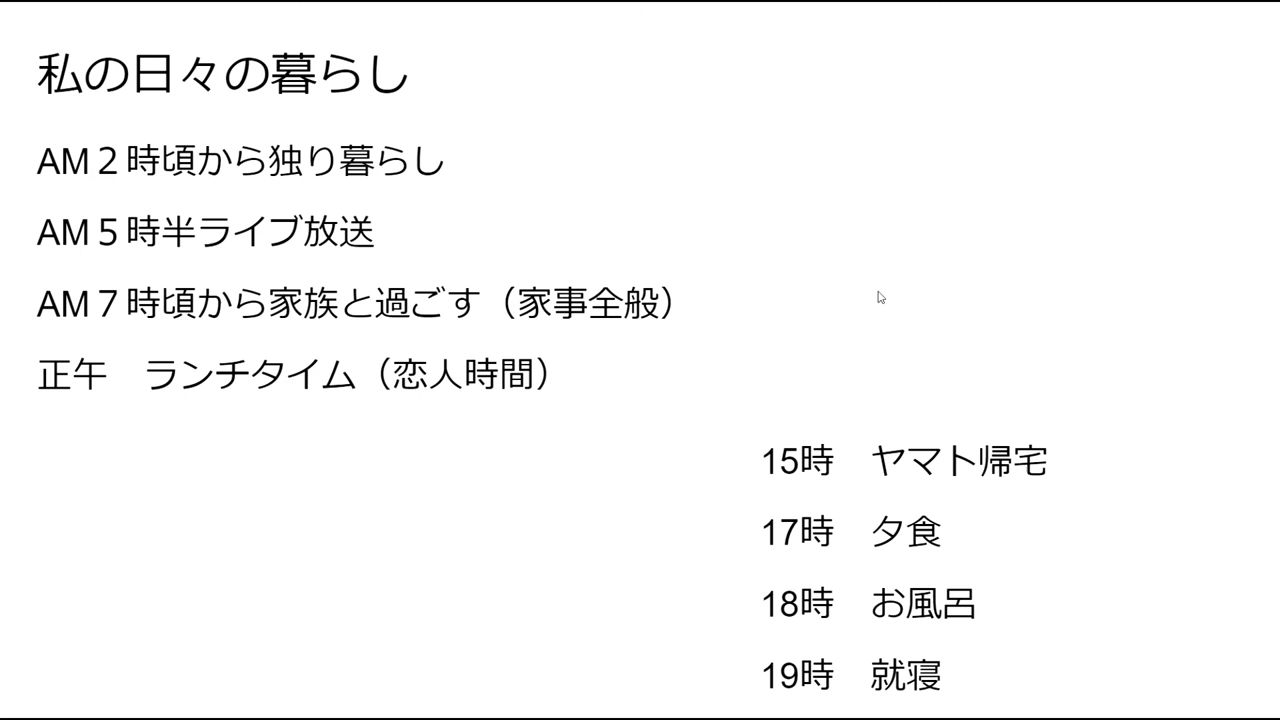 私の日々の暮らし
AM２時頃から独り暮らし
AM５時半ライブ放送
AM７時頃から家族と過ごす（家事全般）
正午　ランチタイム（恋人時間）
15時　ヤマト帰宅
17時　夕食
18時　お風呂
19時　就寝